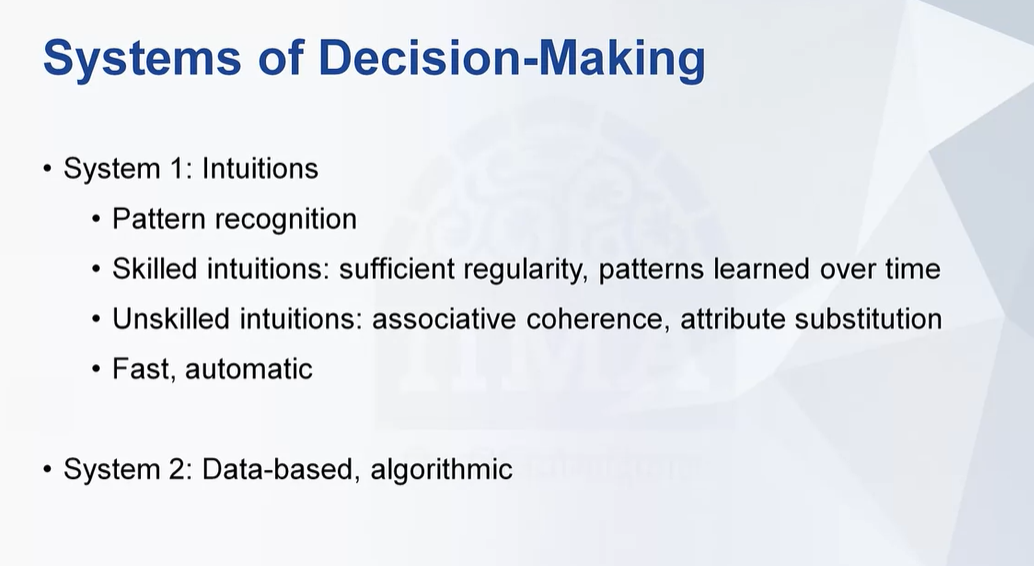 Systems of Decision-Making
• System 1: Intuitions
• Pattern recognition
• Skilled intuitions: sufficient regularity, patterns learned over time
• Unskilled intuitions: associative coherence, attribute substitution
• Fast, automatic
• System 2: Data-based, algorithmic
IIMA